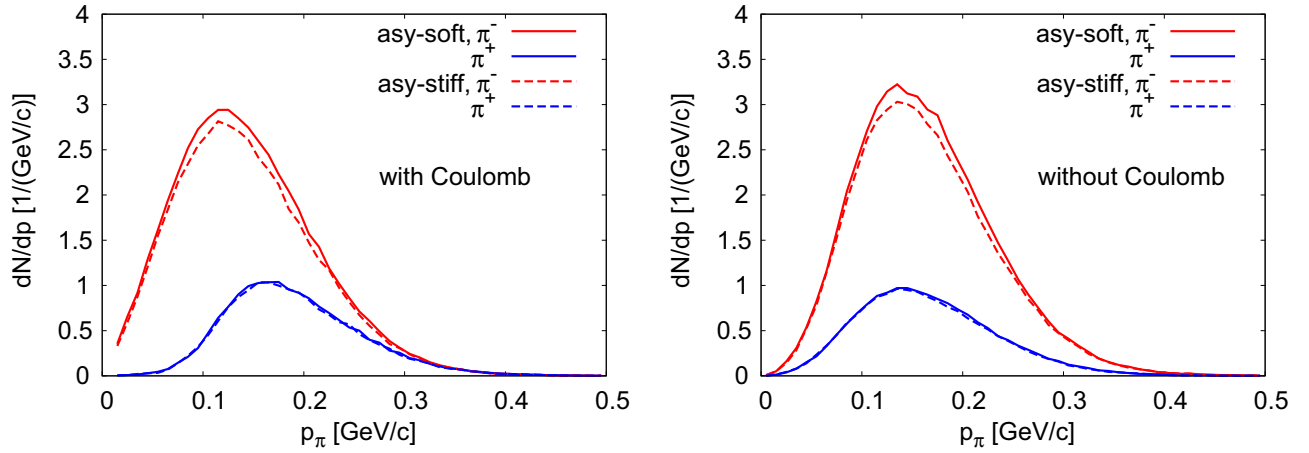 4
3.5
3
2.5
2
1.5
1
0.5
0
dN/dp [1/(GeV/c)]
asy-soft, π⁻
π⁺
asy-stiff, π⁻
π⁺
with Coulomb
0 0.1 0.2 0.3 0.4 0.5
p_π [GeV/c]
4
3.5
3
2.5
2
1.5
1
0.5
0
dN/dp [1/(GeV/c)]
asy-soft, π⁻
π⁺
asy-stiff, π⁻
π⁺
without Coulomb
0 0.1 0.2 0.3 0.4 0.5
p_π [GeV/c]